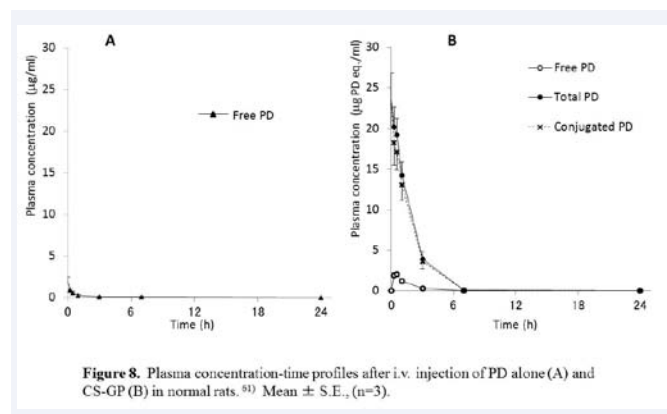 A
B
30
25
20
15
10
5
0
Plasma concentration (µg/ml)
Free PD
0 6 12 18 24
Time (h)
30
25
20
15
10
5
0
Plasma concentration (µg PD eq./ml)
Free PD
Total PD
Conjugated PD
0 6 12 18 24
Time (h)
Figure 8. Plasma concentration-time profiles after i.v. injection of PD alone (A) and
CS-GP (B) in normal rats. 61) Mean ± S.E., (n=3).